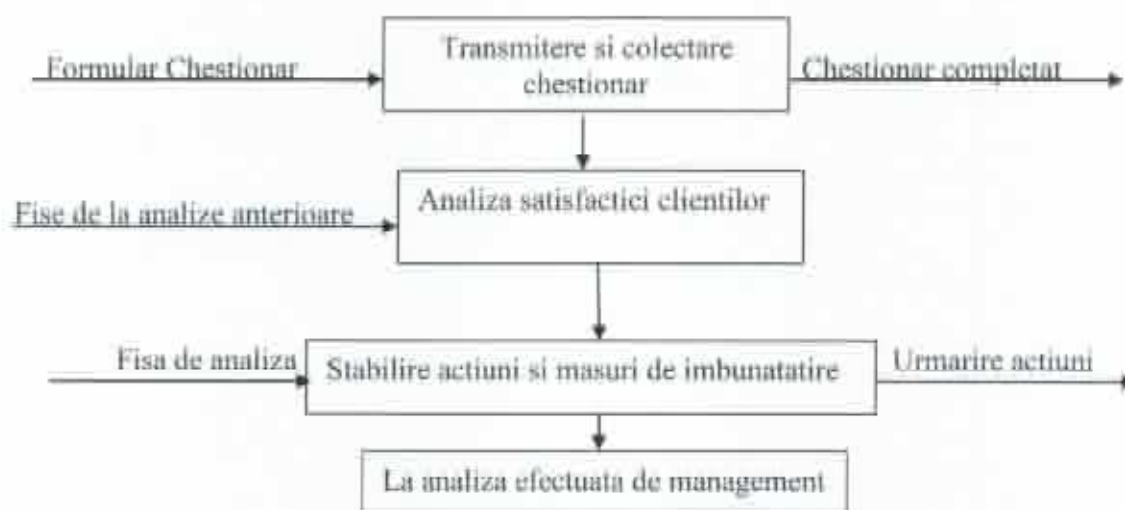 Transmitere si colectare
Formular Chestionar
chestionar
Chestionar completat
Analiza satisfactiei clientilor
Fise de la analize anterioare
Fisa de analiza
Stabilire actiuni si masuri de imbunatatire
Urmarire actiuni
La analiza efectuata de management